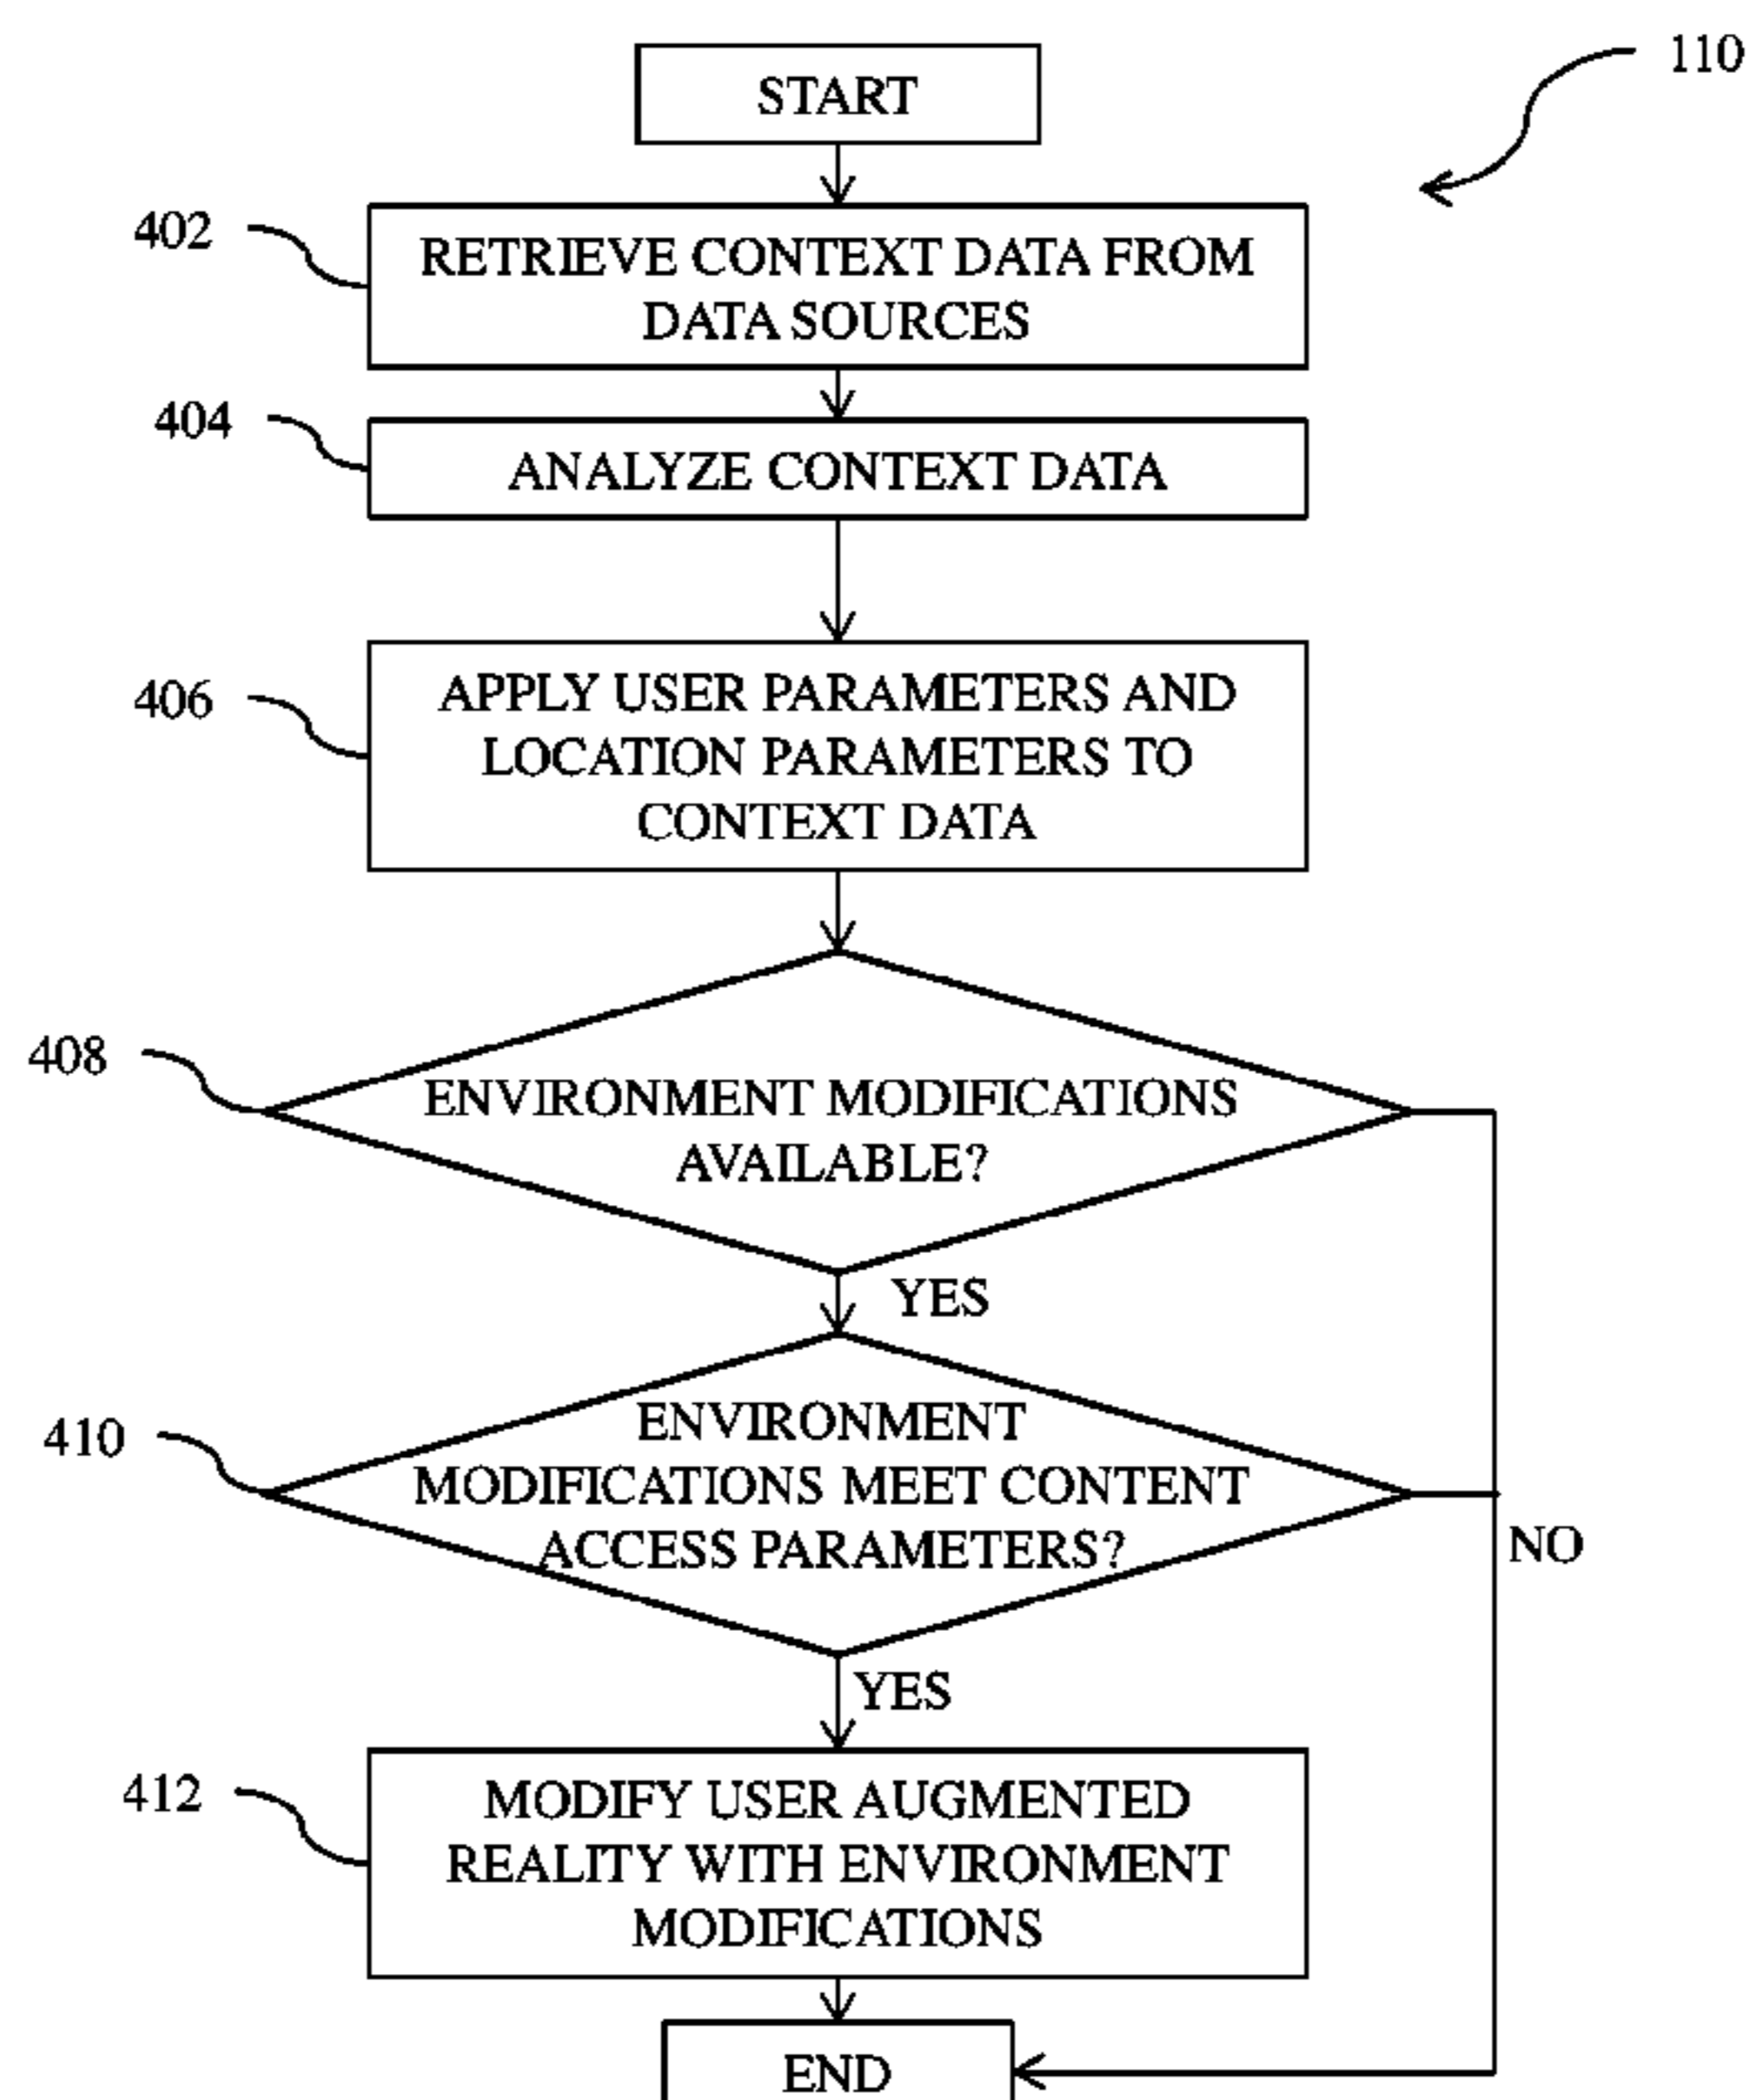 110
START
402
RETRIEVE CONTEXT DATA FROM
DATA SOURCES
404
ANALYZE CONTEXT DATA
406
APPLY USER PARAMETERS AND
LOCATION PARAMETERS TO
CONTEXT DATA
408
ENVIRONMENT MODIFICATIONS
AVAILABLE?
YES
410
ENVIRONMENT
MODIFICATIONS MEET CONTENT
ACCESS PARAMETERS?
NO
YES
412
MODIFY USER AUGMENTED
REALITY WITH ENVIRONMENT
MODIFICATIONS
END